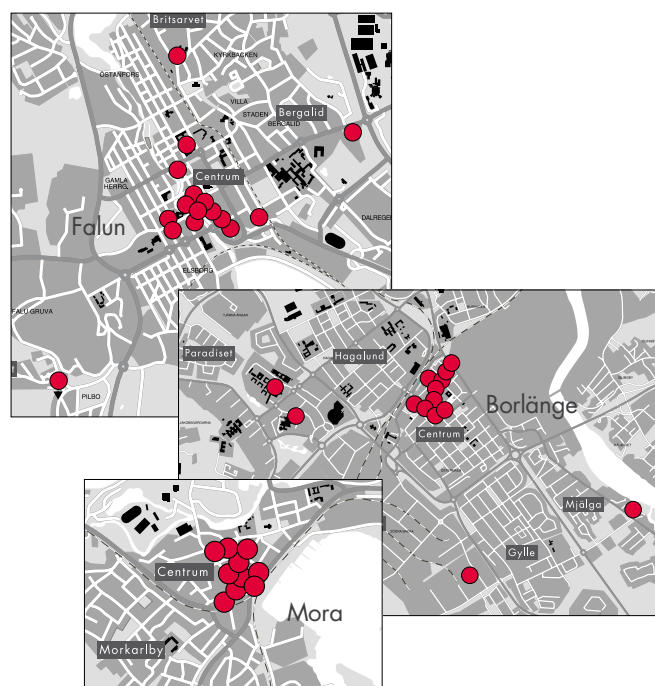 Britsarvet
KYRKBACKEN
ÖSTANFORS
VILLA
STADEN
BERGALID
Bergalid
GAMLA
HERRG.
Centrum
DALREGEM
Falun
ELSBORG
FALU GRUVA
PILBO
Paradiset
Hagalund
Borlänge
Centrum
Mjälga
Gylle
Centrum
Mora
Morkarlby